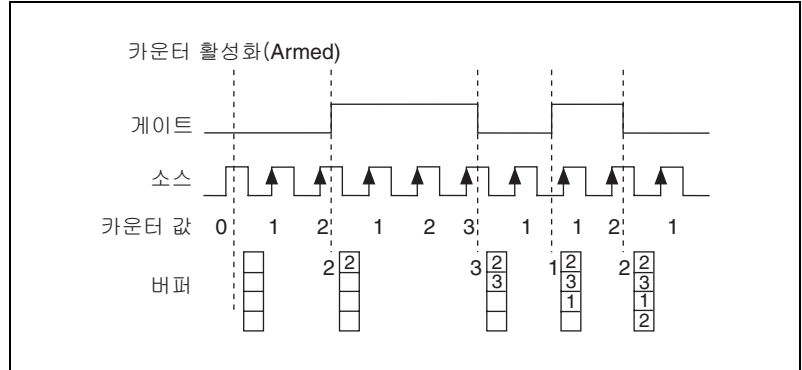 카운터 활성화(Armed)
게이트
소스
카운터 값 0 1 2 1 2 3 1 1 2 1
버퍼
2 2
3 2 3
1 2 3 1
2 2 3 1 2